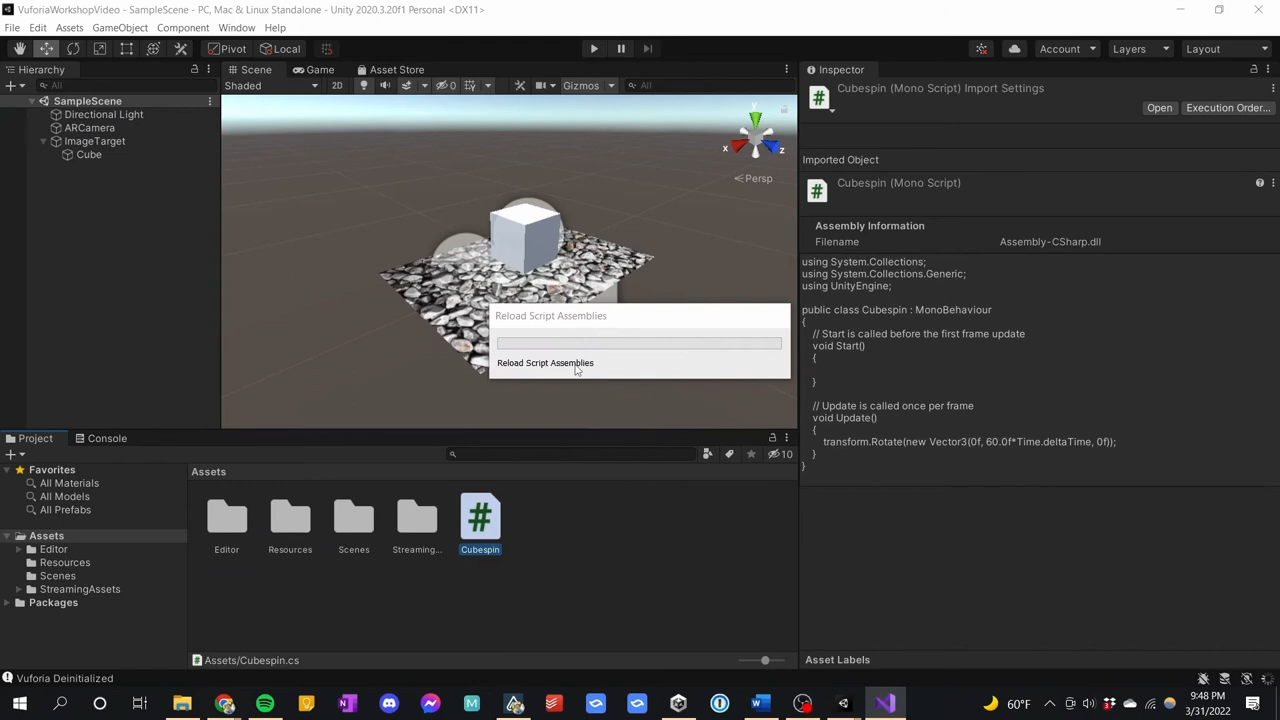 VuforiaWorkshopVideo - SampleScene - PC, Mac & Linux Standalone - Unity 2020.3.20f1 Personal <DX11>
File Edit Assets GameObject Component Window Help
Pivot Local Account Layers Layout
Hierarchy
All
SampleScene
Directional Light
ARCamera
ImageTarget
Cube
Scene Game Asset Store
Shaded 2D 0 Gizmos All
y
x
z
Persp
Reload Script Assemblies
Reload Script Assemblies
Inspector
Cubespin (Mono Script) Import Settings
Open Execution Order...
Imported Object
Cubespin (Mono Script)
Assembly Information
Filename Assembly-CSharp.dll
using System.Collections;
using System.Collections.Generic;
using UnityEngine;
public class Cubespin : MonoBehaviour
{
// Start is called before the first frame update
void Start()
{
}
// Update is called once per frame
void Update()
{
transform.Rotate(new Vector3(0f, 60.0f*Time.deltaTime, 0f));
}
}
Asset Labels
Project Console
10
Favorites
All Materials
All Models
All Prefabs
Assets
Editor
Resources
Scenes
StreamingAssets
Packages
Assets
Editor Resources Scenes Streaming... Cubespin
Assets/Cubespin.cs
Vuforia Deinitialized
60°F
9:48 PM
3/31/2022